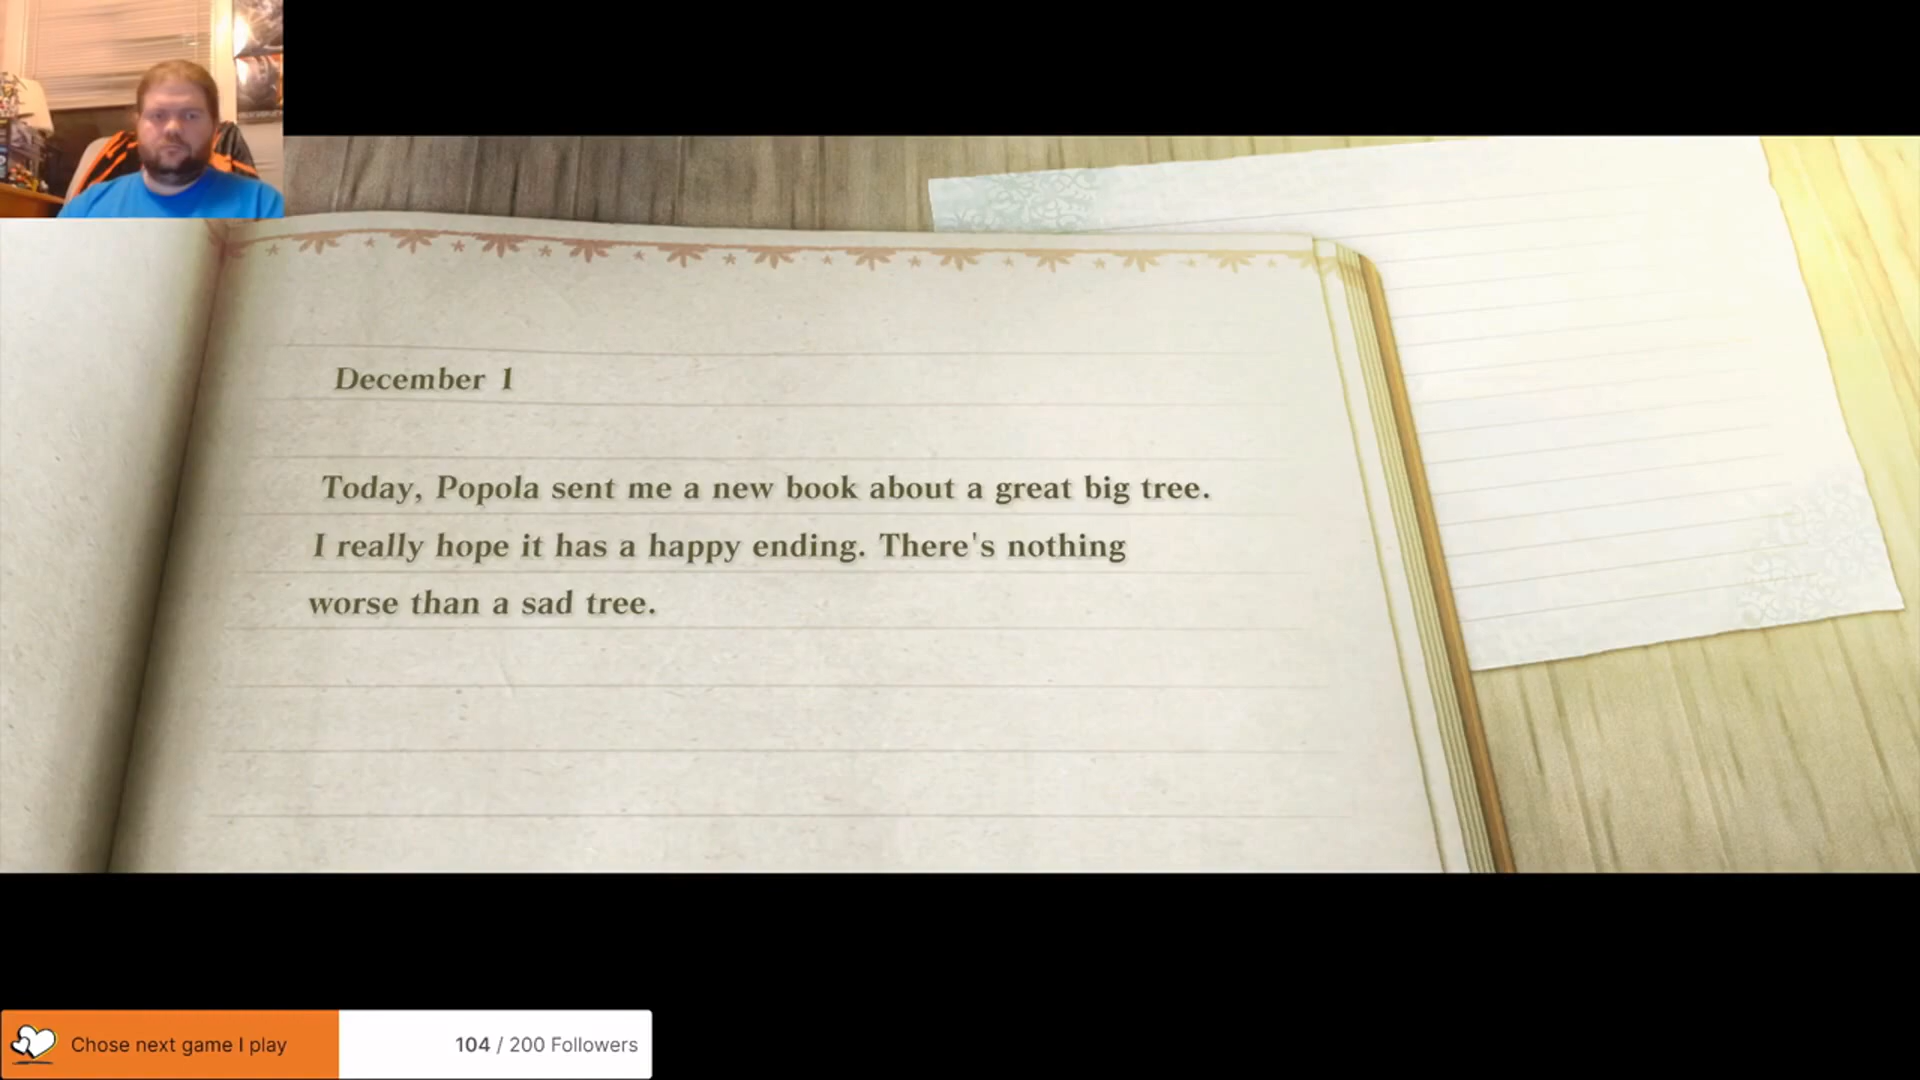 December 1
Today, Popola sent me a new book about a great big tree.
I really hope it has a happy ending. There's nothing
worse than a sad tree.
Chose next game I play
104 / 200 Followers